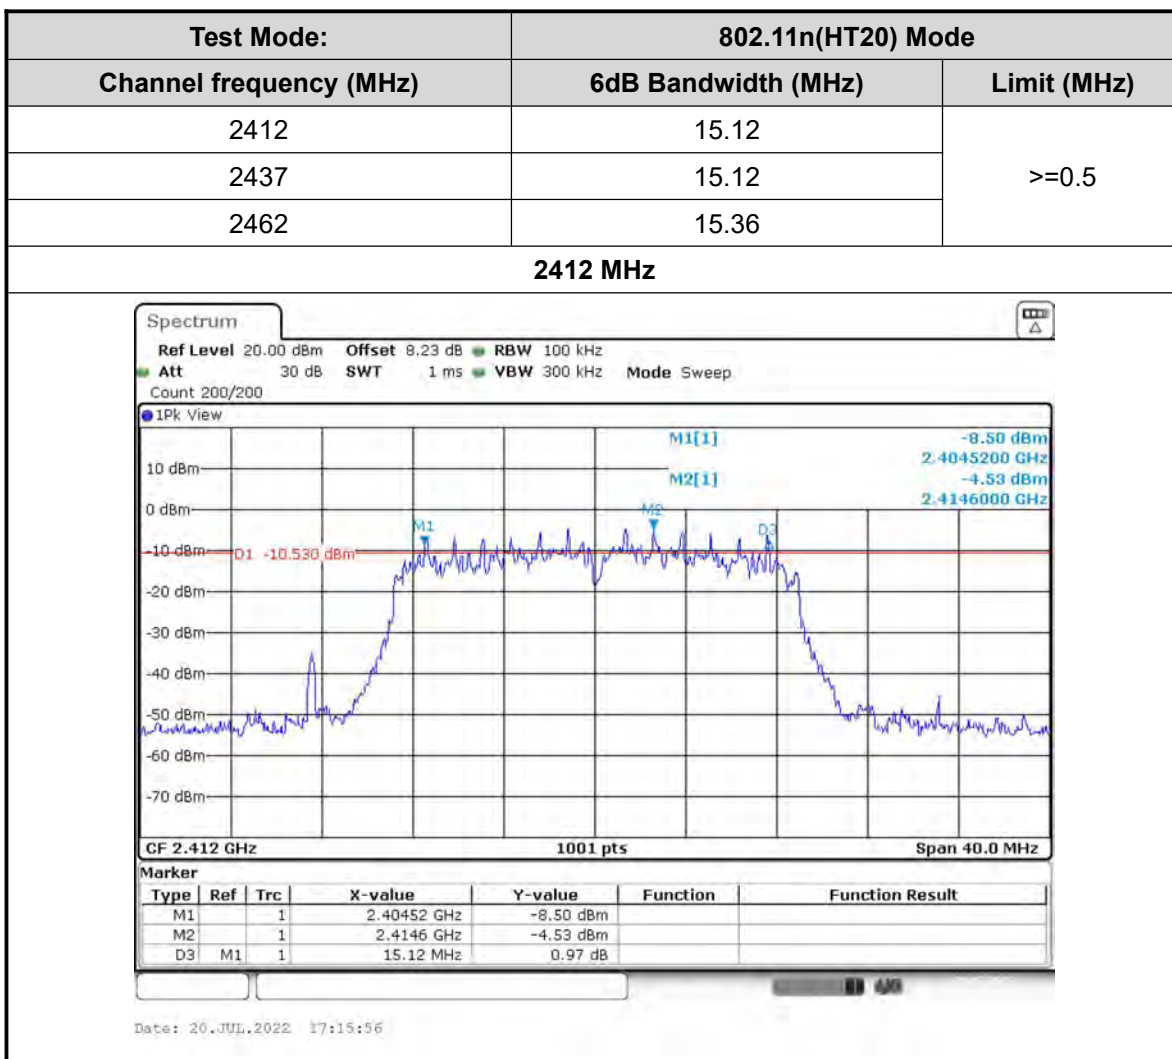 Test Mode: 802.11n(HT20) Mode
Channel frequency (MHz) 6dB Bandwidth (MHz) Limit (MHz)
2412 15.12
2437 15.12 >=0.5
2462 15.36
2412 MHz
Spectrum
Ref Level 20.00 dBm Offset 8.23 dB RBW 100 kHz
Att 30 dB SWT 1 ms VBW 300 kHz Mode Sweep
Count 200/200
1Pk View
M1[1] -8.50 dBm
2.4045200 GHz
10 dBm
M2[1] -4.53 dBm
2.4146000 GHz
0 dBm
M2
M1 D3
-10 dBm D1 -10.530 dBm
-20 dBm
-30 dBm
-40 dBm
-50 dBm
-60 dBm
-70 dBm
CF 2.412 GHz 1001 pts Span 40.0 MHz
Marker
Type Ref Trc X-value Y-value Function Function Result
M1 1 2.40452 GHz -8.50 dBm
M2 1 2.4146 GHz -4.53 dBm
D3 M1 1 15.12 MHz 0.97 dB
Date: 20.JUL.2022 17:15:56